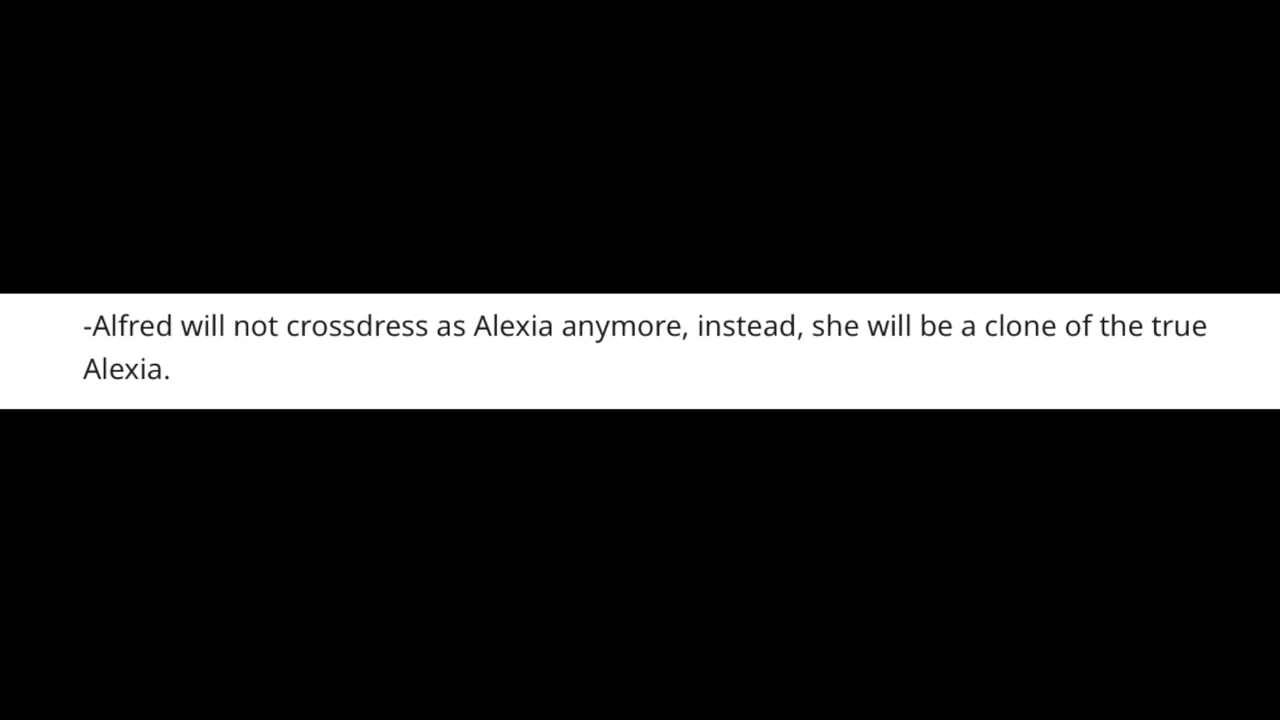 -Alfred will not crossdress as Alexia anymore, instead, she will be a clone of the true
Alexia.